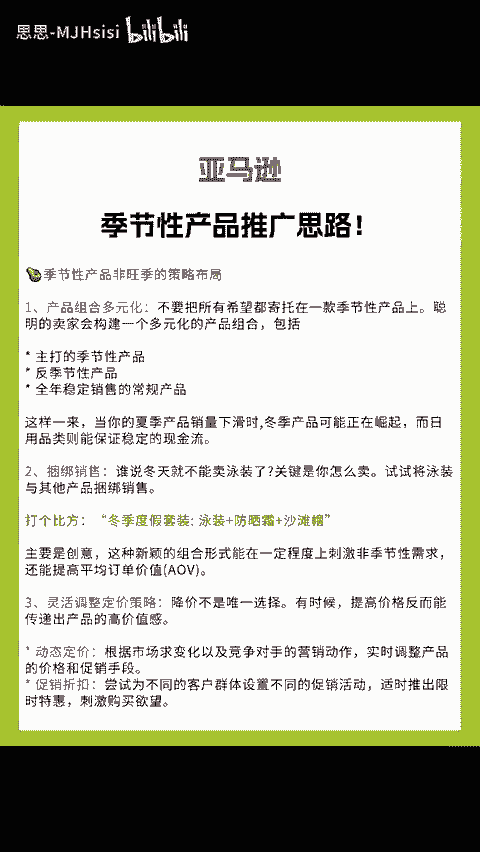 思思-MJHsisi bilibili
亚马逊
季节性产品推广思路！
季节性产品非旺季的策略布局
1、产品组合多元化：不要把所有希望都寄托在一款季节性产品上。聪
明的卖家会构建一个多元化的产品组合，包括
* 主打的季节性产品
* 反季节性产品
* 全年稳定销售的常规产品
这样一来，当你的夏季产品销量下滑时,冬季产品可能正在崛起，而日
用品类则能保证稳定的现金流。
2、捆绑销售：谁说冬天就不能卖泳装了?关键是你怎么卖。试试将泳装
与其他产品捆绑销售。
打个比方：“冬季度假套装: 泳装+防晒霜+沙滩帽”
主要是创意，这种新颖的组合形式能在一定程度上刺激非季节性需求，
还能提高平均订单价值(AOV)。
3、灵活调整定价策略：降价不是唯一选择。有时候，提高价格反而能
传递出产品的高价值感。
* 动态定价：根据市场求变化以及竞争对手的营销动作，实时调整产品
的价格和促销手段。
* 促销折扣：尝试为不同的客户群体设置不同的促销活动，适时推出限
时特惠，刺激购买欲望。